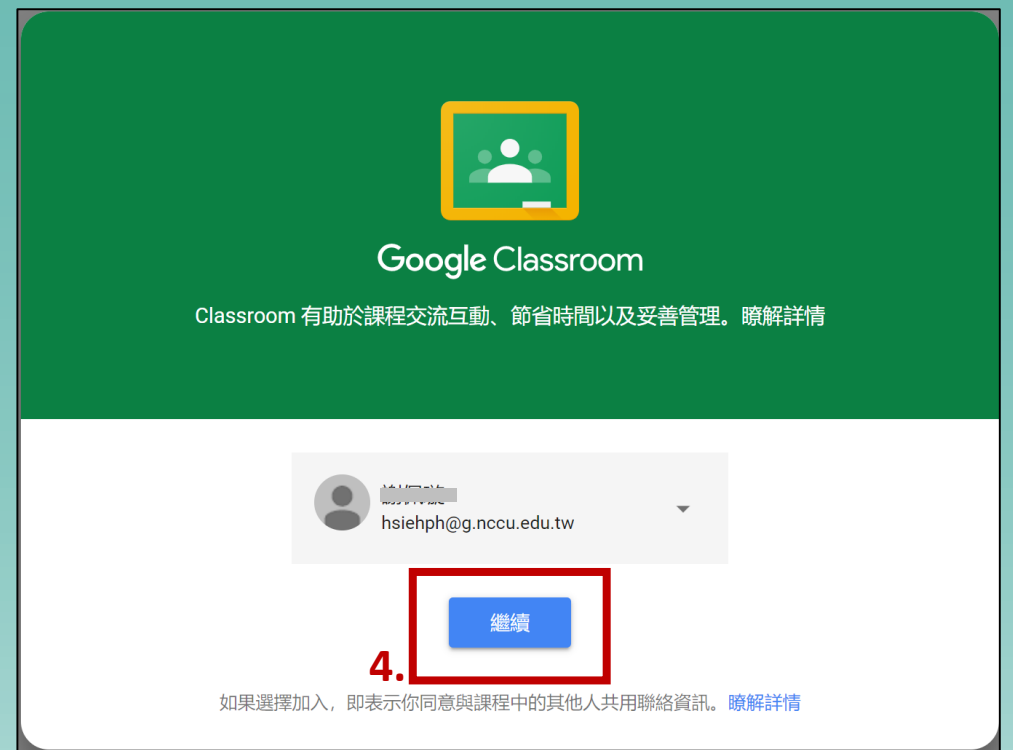 Google Classroom
Classroom 有助於課程交流互動、節省時間以及妥善管理。瞭解詳情
hsiehph@g.nccu.edu.tw
繼續
4.
如果選擇加入，即表示你同意與課程中的其他人共用聯絡資訊。瞭解詳情